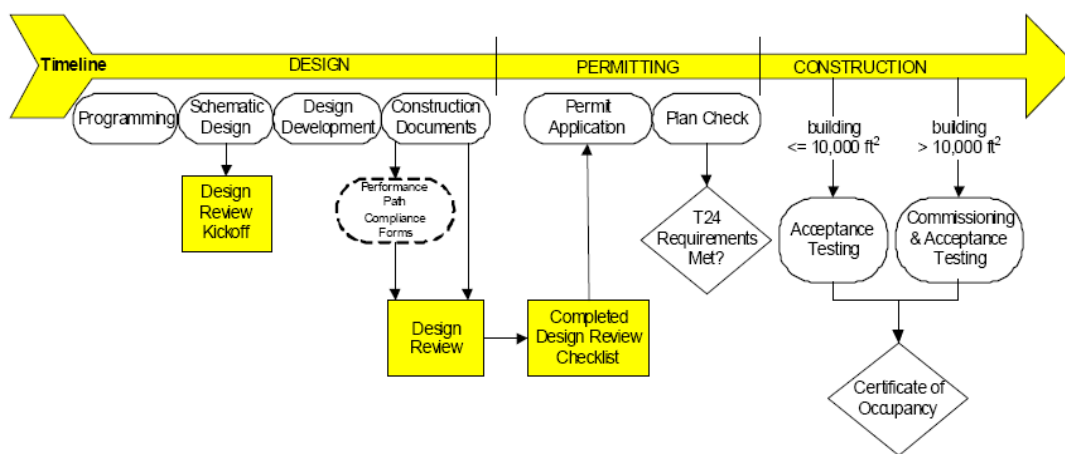 Timeline
DESIGN
PERMITTING
CONSTRUCTION
Programming
Schematic
Design
Design
Development
Construction
Documents
Permit
Application
Plan Check
building
<= 10,000 ft²
building
> 10,000 ft²
Design
Review
Kickoff
Performance
Path
Compliance
Forms
T24
Requirements
Met?
Acceptance
Testing
Commissioning
& Acceptance
Testing
Design
Review
Completed
Design Review
Checklist
Certificate of
Occupancy